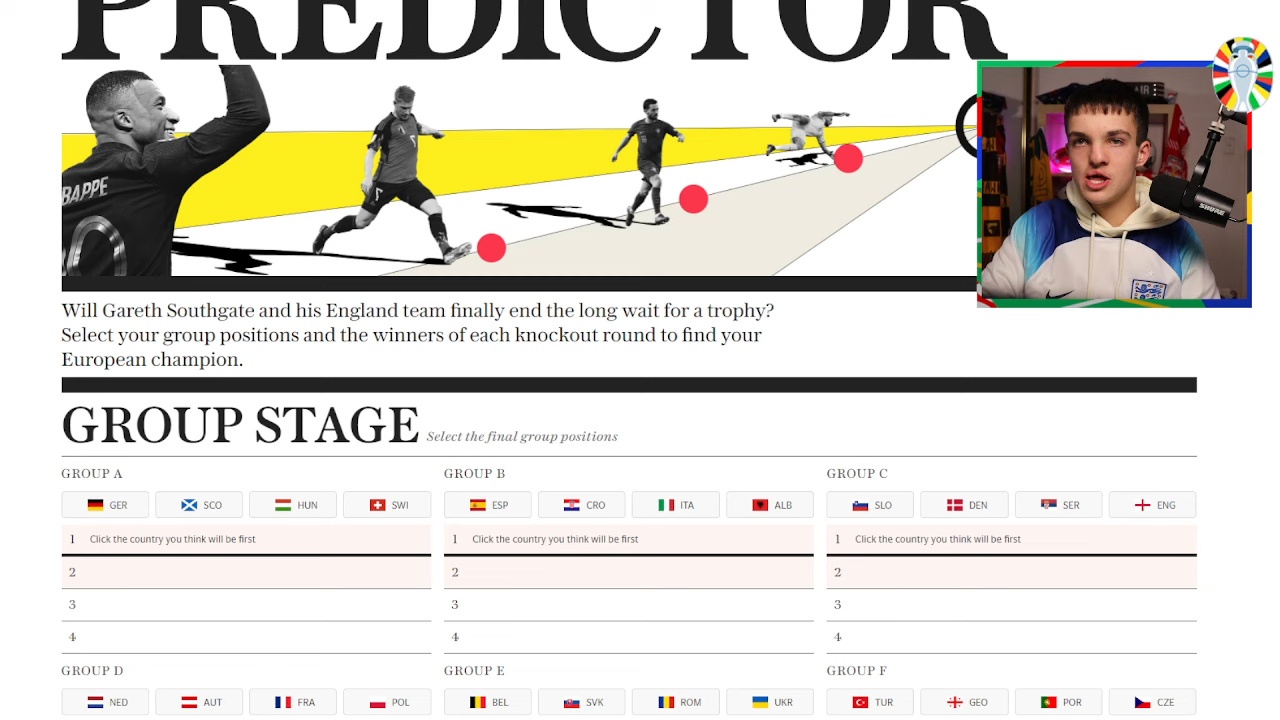 PREDICTOR
BAPPE
10
7
SHURE
Will Gareth Southgate and his England team finally end the long wait for a trophy?
Select your group positions and the winners of each knockout round to find your
European champion.
GROUP STAGE Select the final group positions
GROUP A
GER SCO HUN SWI
1 Click the country you think will be first
2
3
4
GROUP B
ESP CRO ITA ALB
1 Click the country you think will be first
2
3
4
GROUP C
SLO DEN SER ENG
1 Click the country you think will be first
2
3
4
GROUP D
NED AUT FRA POL
GROUP E
BEL SVK ROM UKR
GROUP F
TUR GEO POR CZE